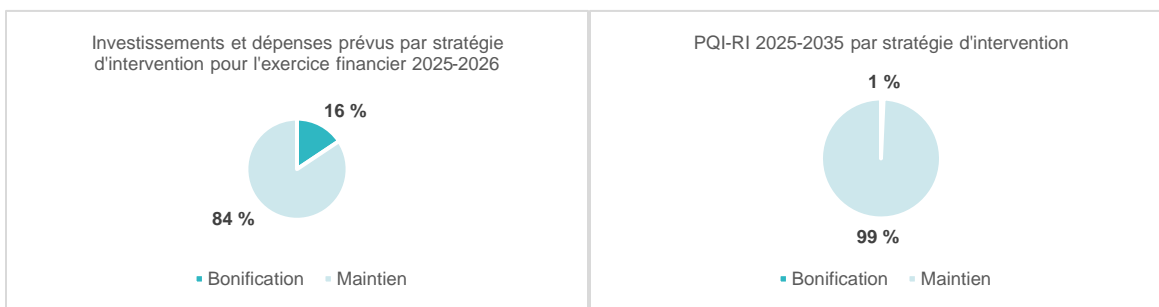 Investissements et dépenses prévus par stratégie
d'intervention pour l'exercice financier 2025-2026
16 %
84 %
Bonification
Maintien
PQI-RI 2025-2035 par stratégie d'intervention
1 %
99 %
Bonification
Maintien